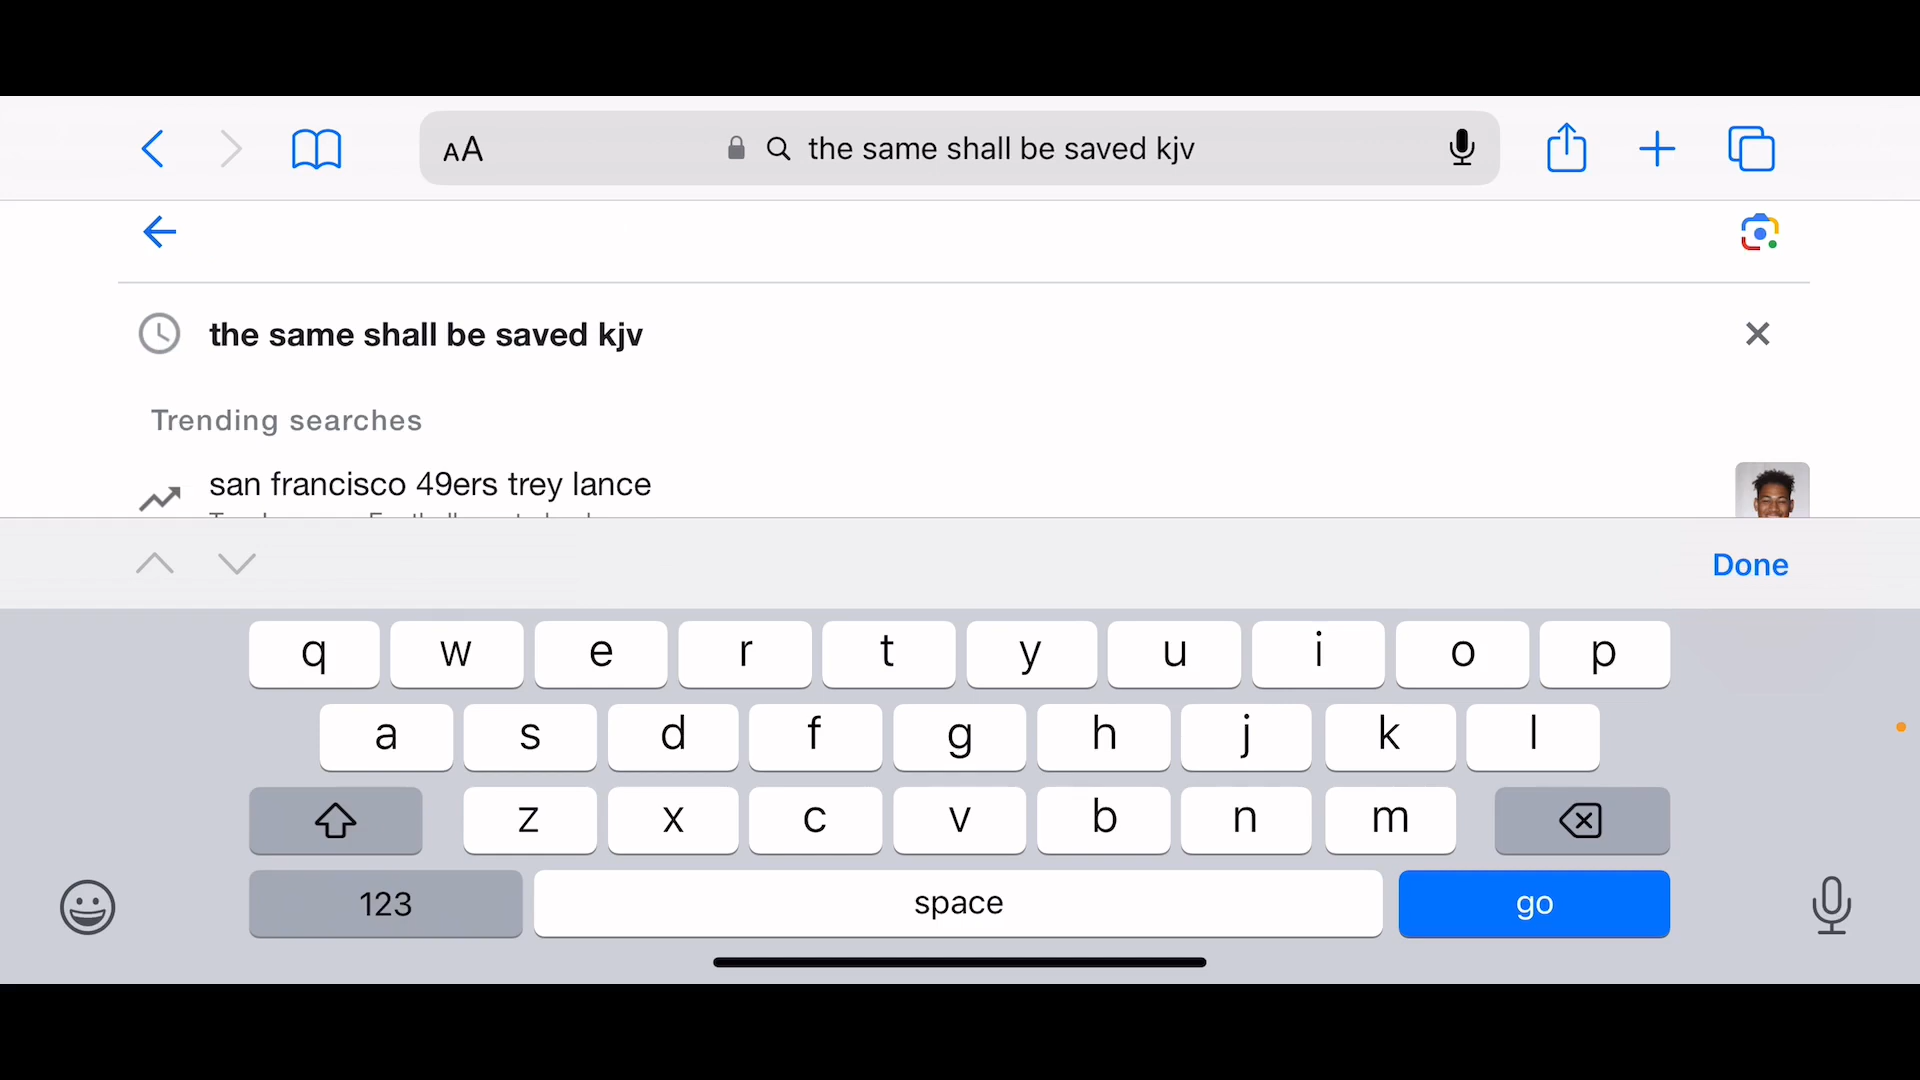 AA the same shall be saved kjv
the same shall be saved kjv
Trending searches
san francisco 49ers trey lance
Done
q w e r t y u i o p
a s d f g h j k l
z x c v b n m
123 space go